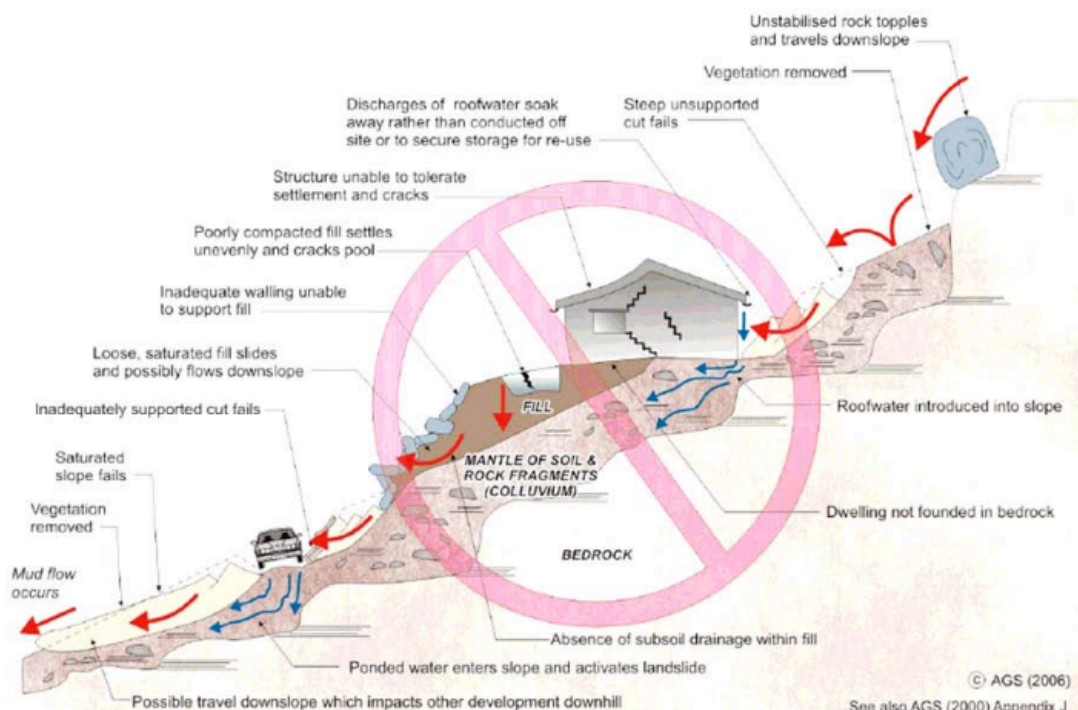 Unstabilised rock topples
and travels downslope
Vegetation removed
Discharges of roofwater soak
away rather than conducted off
site or to secure storage for re-use
Steep unsupported
cut fails
Structure unable to tolerate
settlement and cracks
Poorly compacted fill settles
unevenly and cracks pool
Inadequate walling unable
to support fill
Loose, saturated fill slides
and possibly flows downslope
Inadequately supported cut fails
Roofwater introduced into slope
FILL
Saturated
slope fails
MANTLE OF SOIL &
ROCK FRAGMENTS
(COLLUVIUM)
Vegetation
removed
Dwelling not founded in bedrock
BEDROCK
Mud flow
occurs
Absence of subsoil drainage within fill
Ponded water enters slope and activates landslide
© AGS (2006)
Possible travel downslope which impacts other development downhill
See also AGS (2000) Appendix J